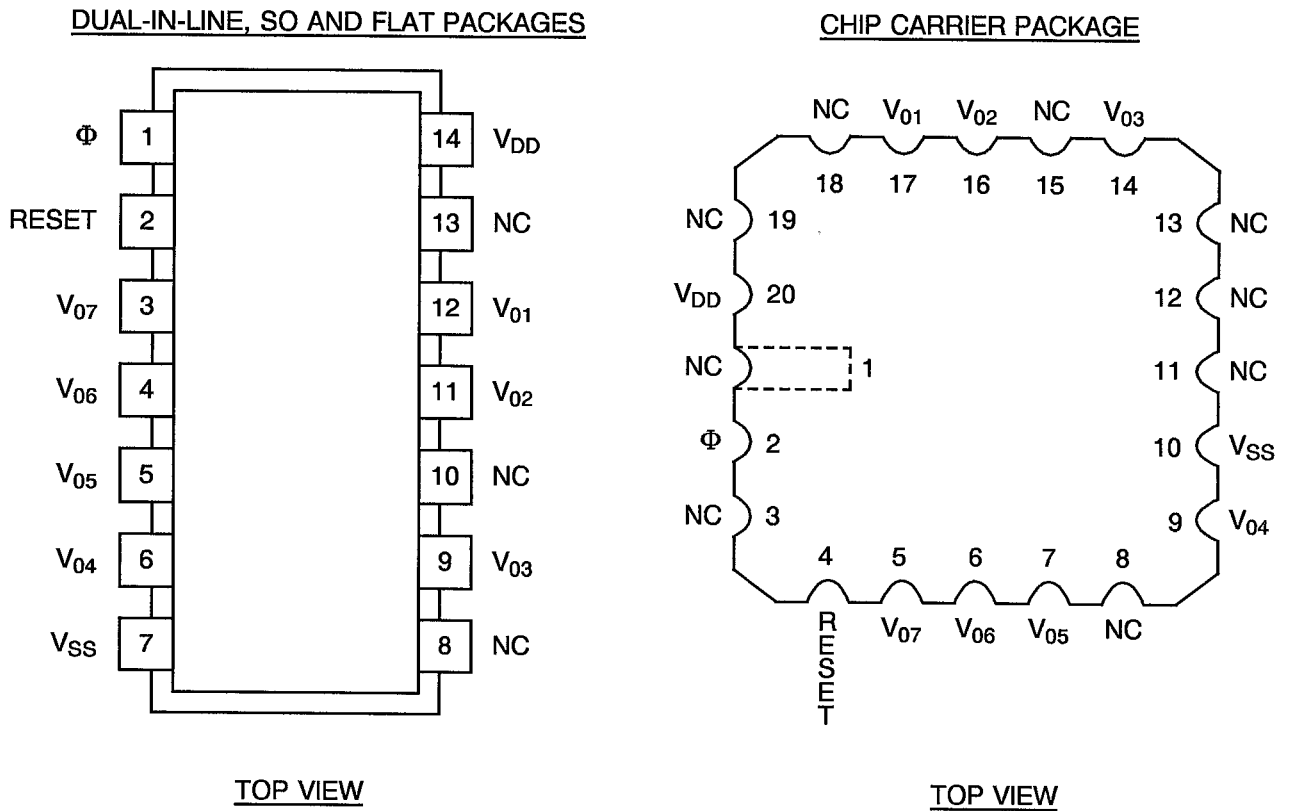 DUAL-IN-LINE, SO AND FLAT PACKAGES
Φ 1 14 VDD
RESET 2 13 NC
V07 3 12 V01
V06 4 11 V02
V05 5 10 NC
V04 6 9 V03
VSS 7 8 NC
TOP VIEW
CHIP CARRIER PACKAGE
NC V01 V02 NC V03
18 17 16 15 14
NC 19 13 NC
VDD 20 12 NC
NC 1 11 NC
Φ 2 10 VSS
NC 3 9 V04
4 5 6 7 8
RESET V07 V06 V05 NC
TOP VIEW